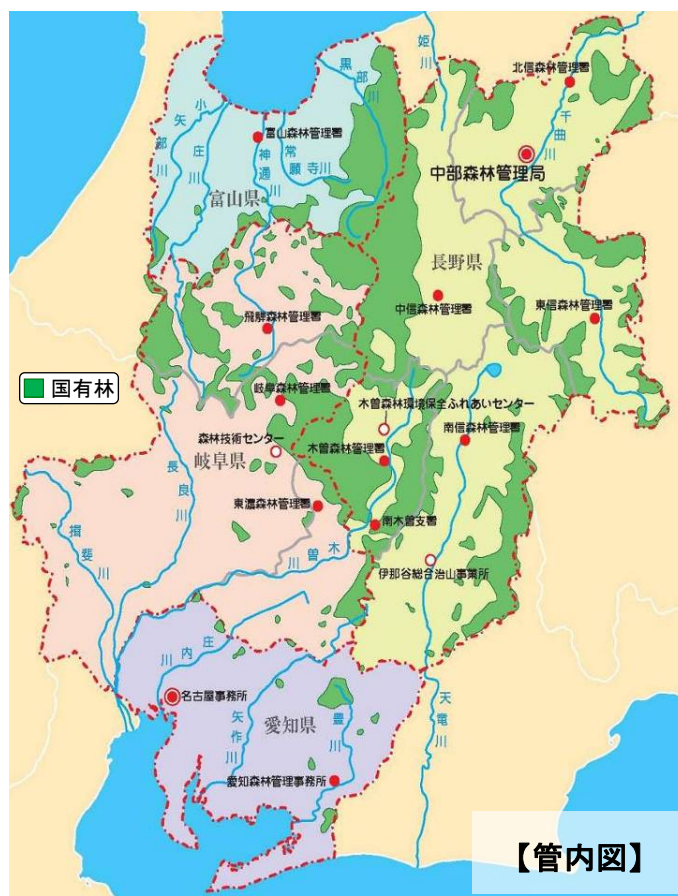 姫川
黒部川
北信森林管理署
千曲川
小矢部川
庄川
富山森林管理署
神通川
常願寺川
中部森林管理局
富山県
長野県
中信森林管理署
東信森林管理署
飛騨森林管理署
国有林
岐阜森林管理署
木曽森林環境保全ふれあいセンター
森林技術センター
南信森林管理署
岐阜県
木曽森林管理署
長良川
東濃森林管理署
南木曽支署
揖斐川
木曽川
伊那谷総合治山事業所
庄内川
名古屋事務所
天竜川
愛知県
矢作川
豊川
愛知森林管理事務所
【管内図】